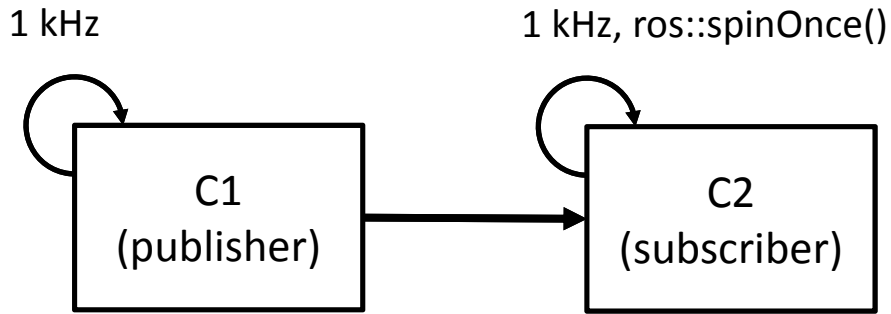 1 kHz
1 kHz, ros::spinOnce()
C1
(publisher)
C2
(subscriber)